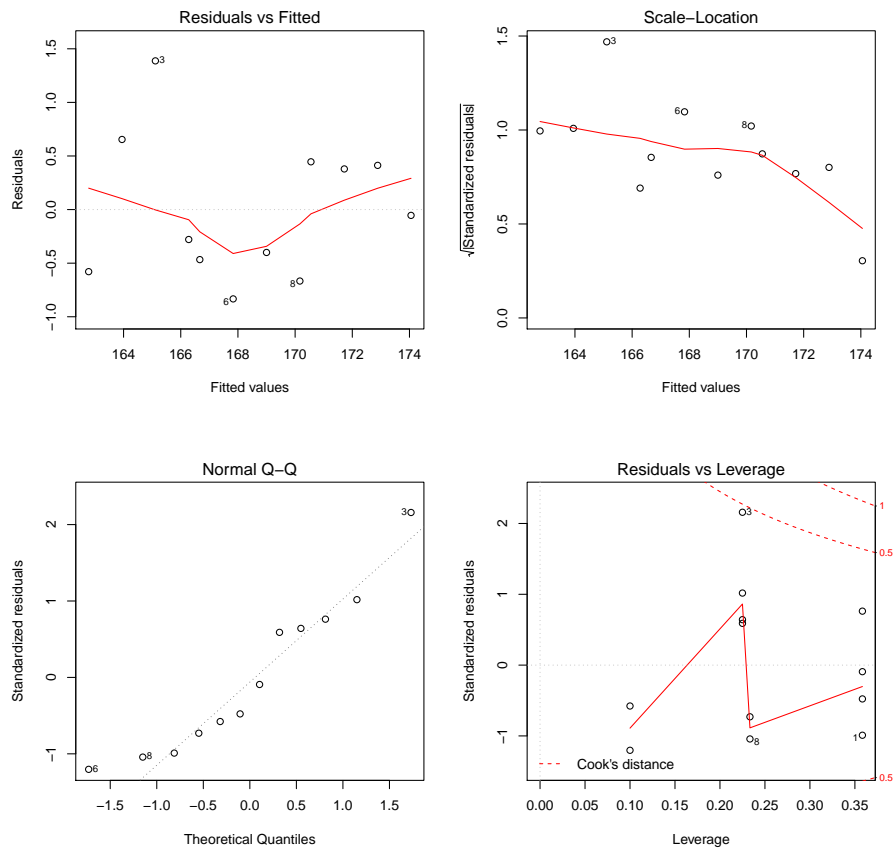 Residuals vs Fitted
Residuals
1.5
1.0
0.5
0.0
−0.5
−1.0
3
6
8
164 166 168 170 172 174
Fitted values
Scale−Location
√|Standardized residuals|
1.5
1.0
0.5
0.0
3
6
8
164 166 168 170 172 174
Fitted values
Normal Q−Q
Standardized residuals
2
1
0
−1
3
8
6
−1.5 −1.0 −0.5 0.0 0.5 1.0 1.5
Theoretical Quantiles
Residuals vs Leverage
Standardized residuals
2
1
0
−1
3
8
1
1
0.5
0.5
Cook's distance
0.00 0.05 0.10 0.15 0.20 0.25 0.30 0.35
Leverage